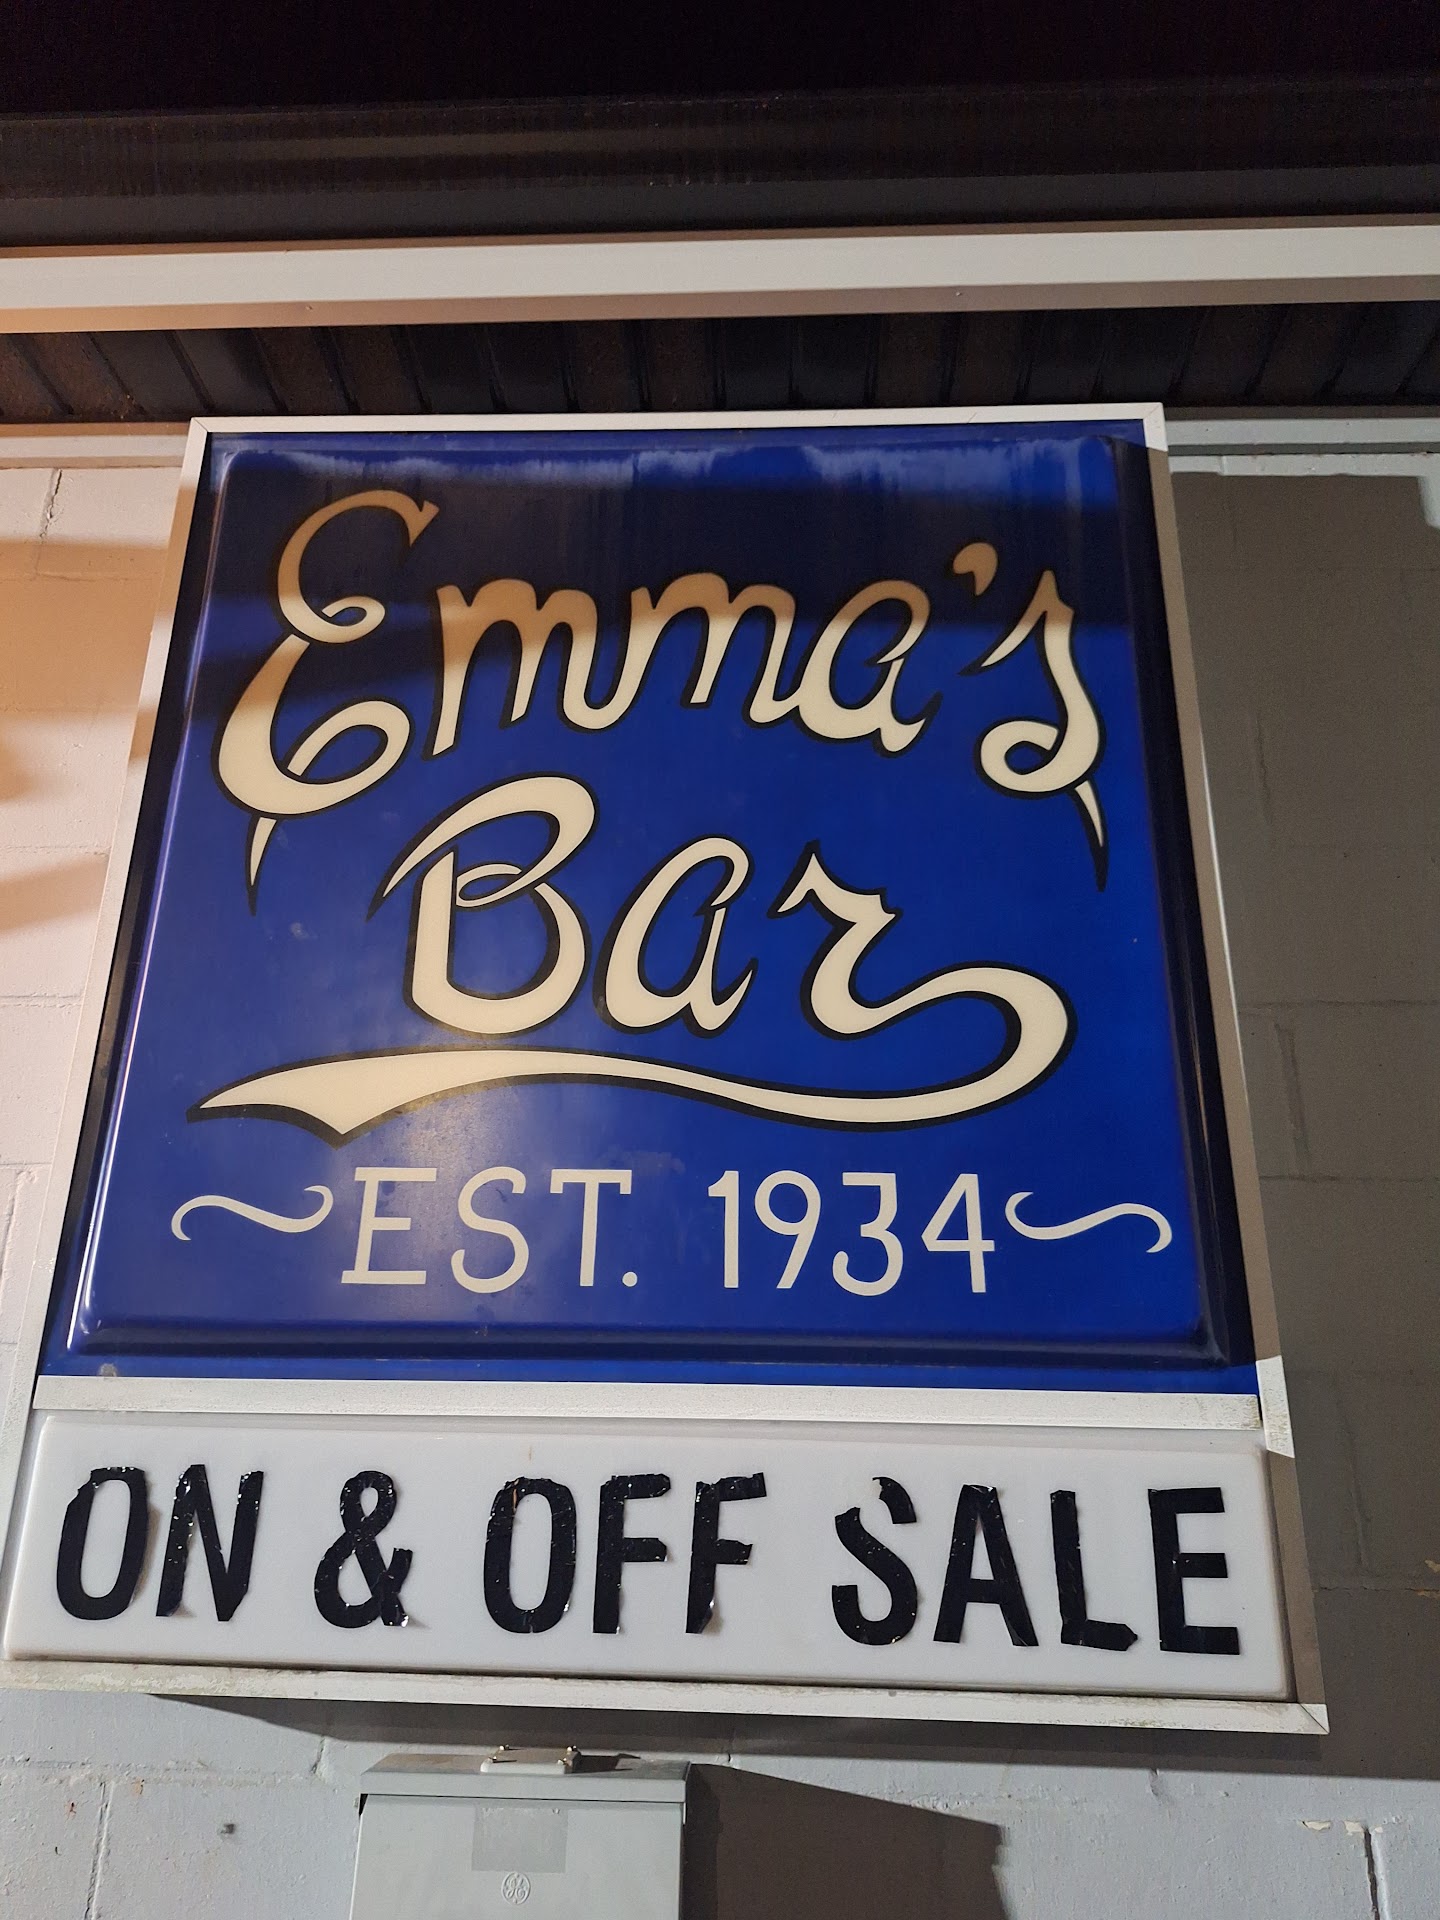 Emma's
Bar
EST. 1934
ON & OFF SALE